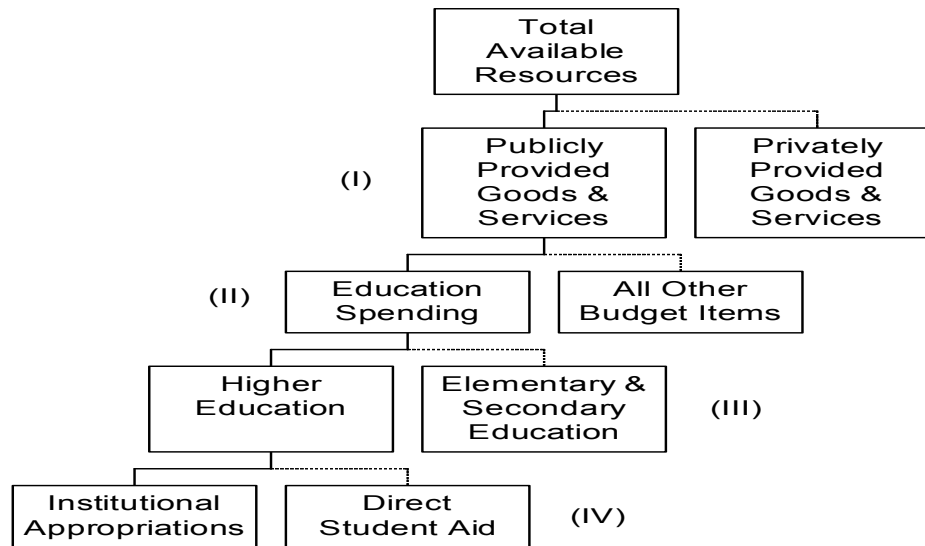 Total
Available
Resources
(I)
Publicly
Provided
Goods &
Services
Privately
Provided
Goods &
Services
(II)
Education
Spending
All Other
Budget Items
Higher
Education
Elementary &
Secondary
Education
(III)
Institutional
Appropriations
Direct
Student Aid
(IV)